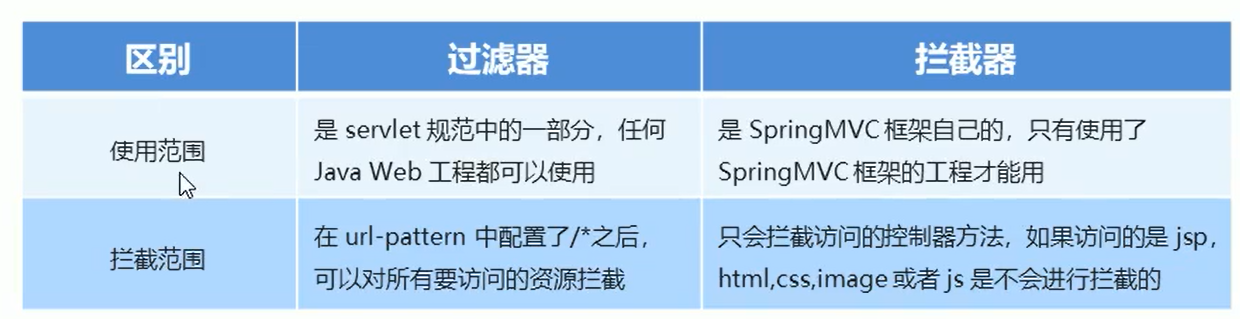 区别
过滤器
拦截器
使用范围
是 servlet 规范中的一部分，任何
Java Web 工程都可以使用
是 SpringMVC 框架自己的，只有使用了
SpringMVC 框架的工程才能用
拦截范围
在 url-pattern 中配置了/*之后，
可以对所有要访问的资源拦截
只会拦截访问的控制器方法，如果访问的是 jsp，
html,css,image 或者 js 是不会进行拦截的